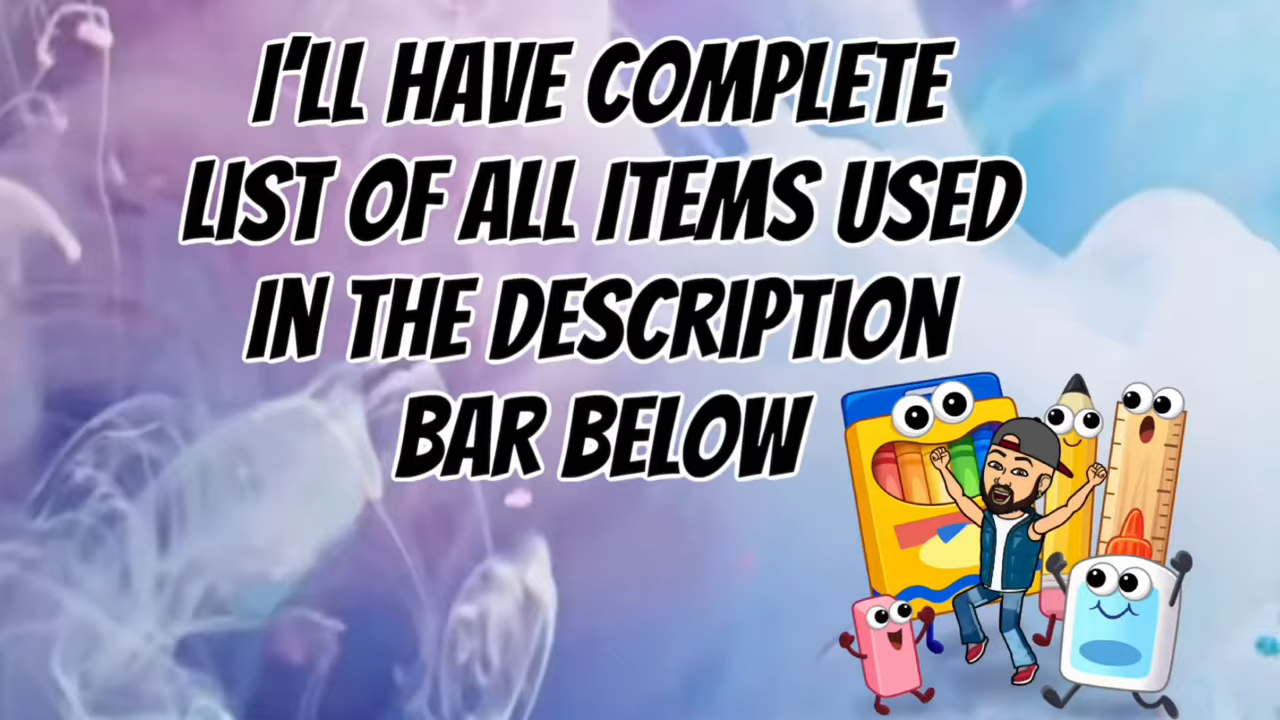 I'LL HAVE COMPLETE
LIST OF ALL ITEMS USED
IN THE DESCRIPTION
BAR BELOW